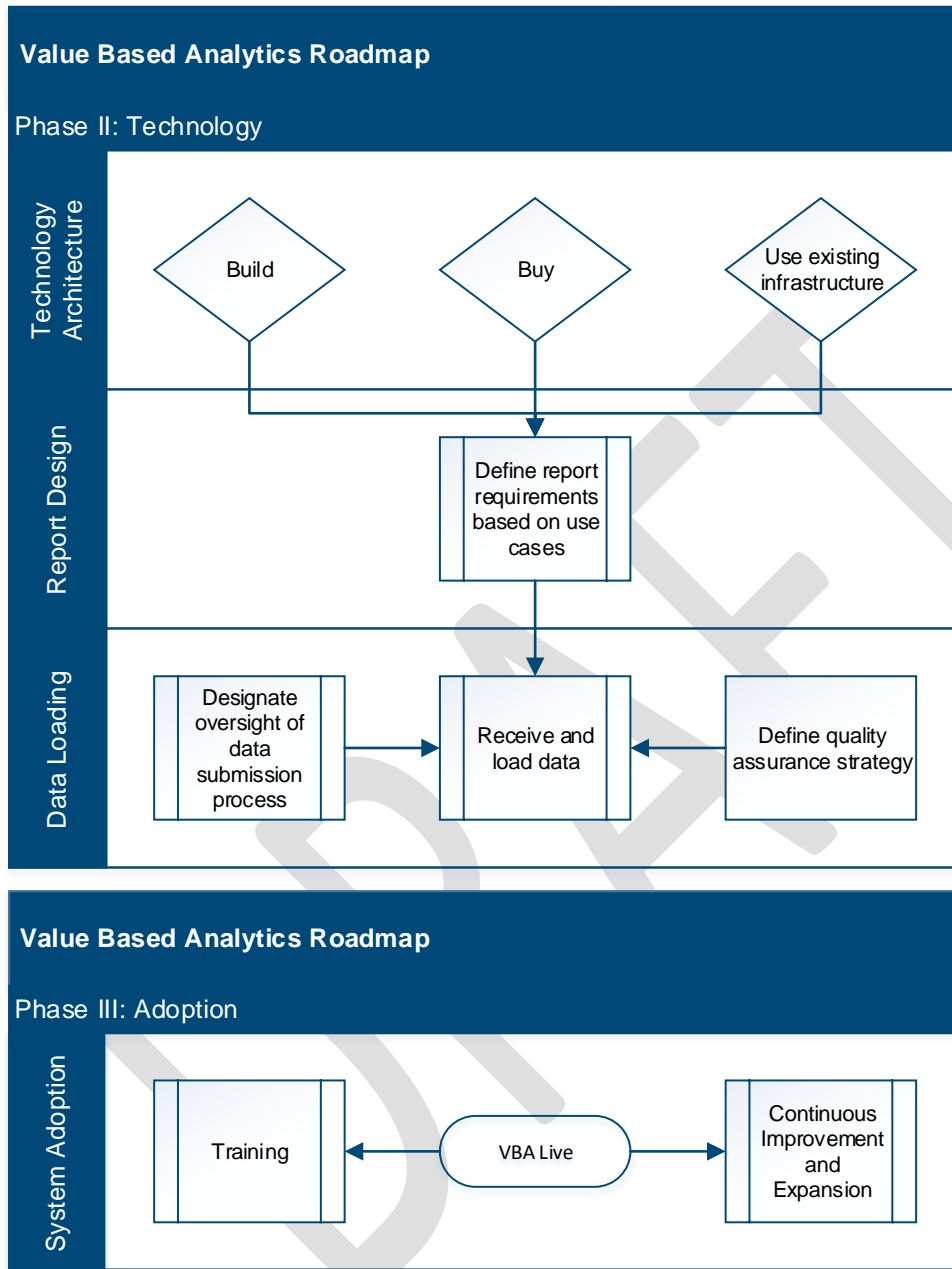 Value Based Analytics Roadmap
Phase II: Technology
Technology
Architecture
Build
Buy
Use existing
infrastructure
Report Design
Define report
requirements
based on use
cases
Data Loading
Designate
oversight of
data
submission
process
Receive and
load data
Define quality
assurance strategy
DRAFT
Value Based Analytics Roadmap
Phase III: Adoption
System Adoption
Training
VBA Live
Continuous
Improvement
and
Expansion